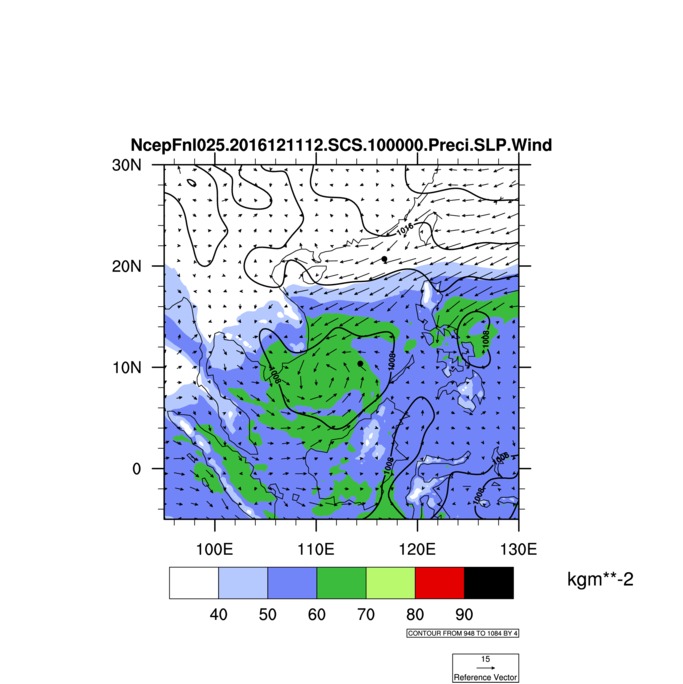 NcepFnl025.2016121112.SCS.100000.Preci.SLP.Wind
30N
1016
20N
1008
1008
10N
1008
1008
1008
0
1008
100E 110E 120E 130E
kgm**-2
40 50 60 70 80 90
CONTOUR FROM 948 TO 1084 BY 4
15
Reference Vector